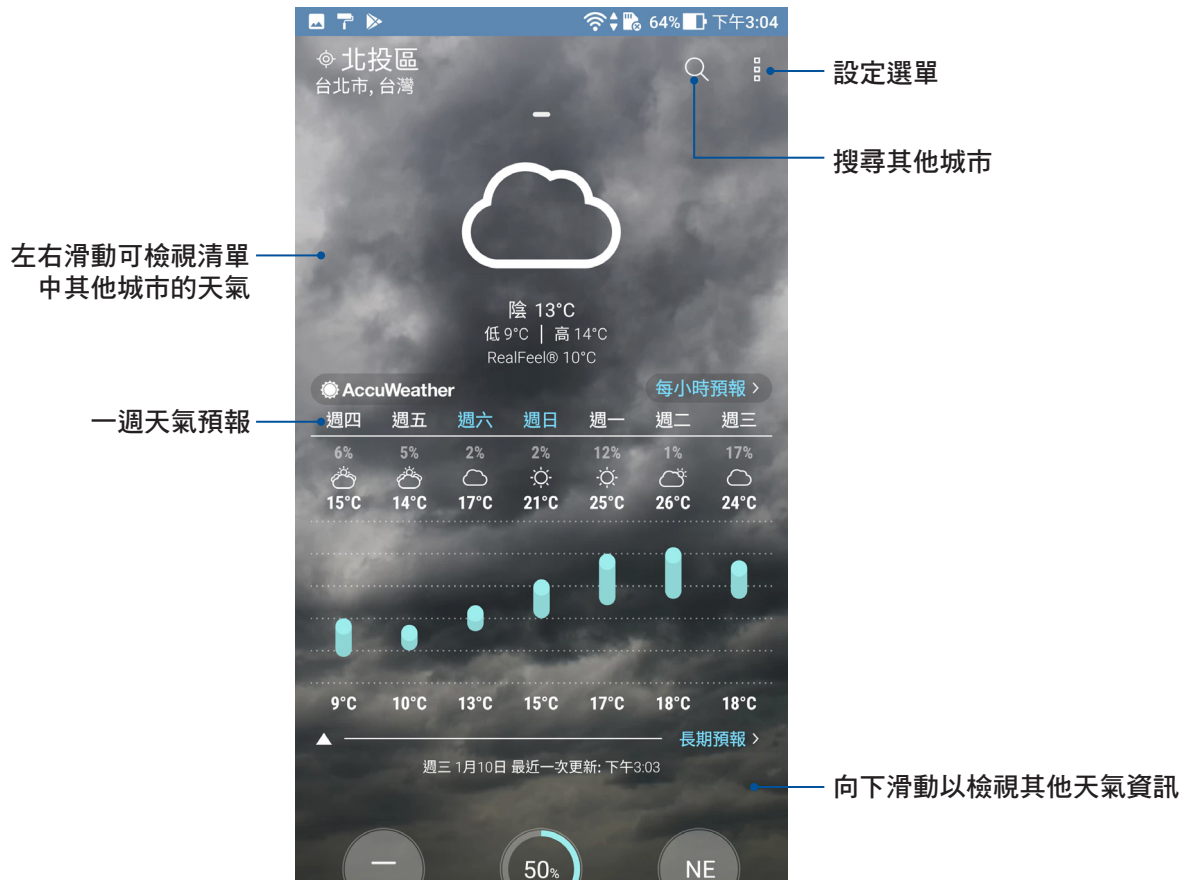 64% 下午3:04
北投區
台北市, 台灣
設定選單
搜尋其他城市
左右滑動可檢視清單
中其他城市的天氣
陰 13°C
低 9°C | 高 14°C
RealFeel® 10°C
AccuWeather
每小時預報 >
一週天氣預報
週四 週五 週六 週日 週一 週二 週三
6% 5% 2% 2% 12% 1% 17%
15°C 14°C 17°C 21°C 25°C 26°C 24°C
9°C 10°C 13°C 15°C 17°C 18°C 18°C
長期預報 >
週三 1月10日 最近一次更新: 下午3:03
向下滑動以檢視其他天氣資訊
50% NE